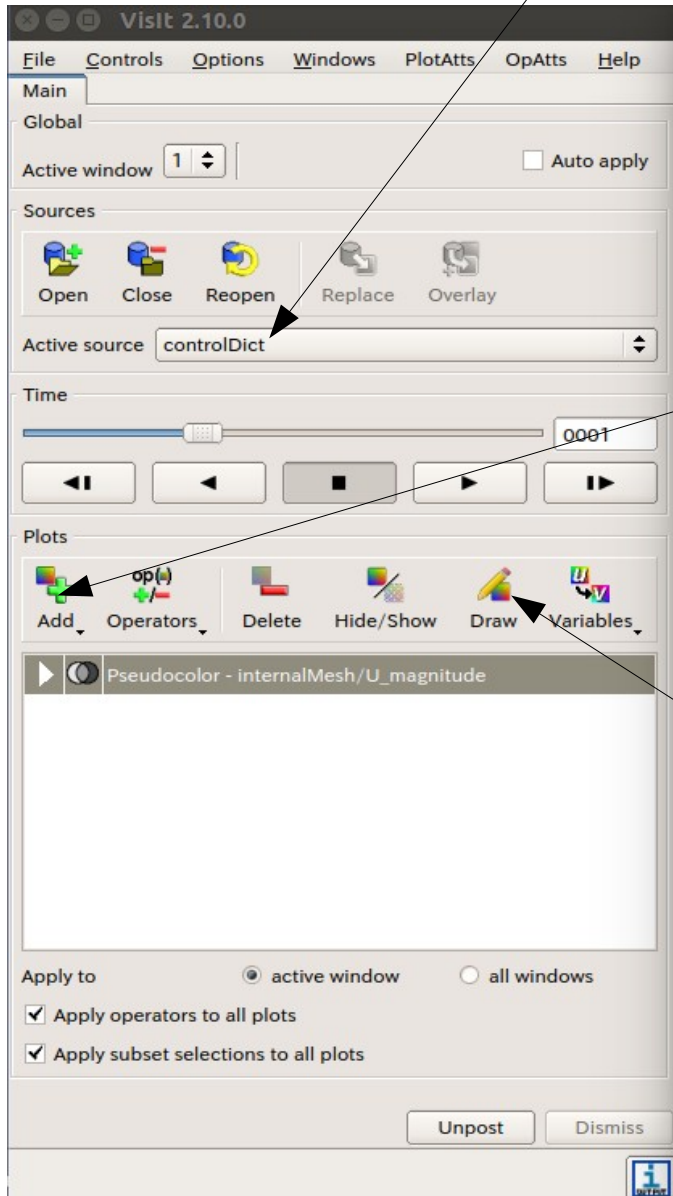 VisIt 2.10.0
File Controls Options Windows PlotAtts OpAtts Help
Main
Global
Active window 1 Auto apply
Sources
Open Close Reopen Replace Overlay
Active source controlDict
Time
0001
Plots
op(▪)
+/-
U
V
Add Operators Delete Hide/Show Draw Variables
Pseudocolor - internalMesh/U_magnitude
Apply to active window all windows
Apply operators to all plots
Apply subset selections to all plots
Unpost Dismiss
i
OUTPUT